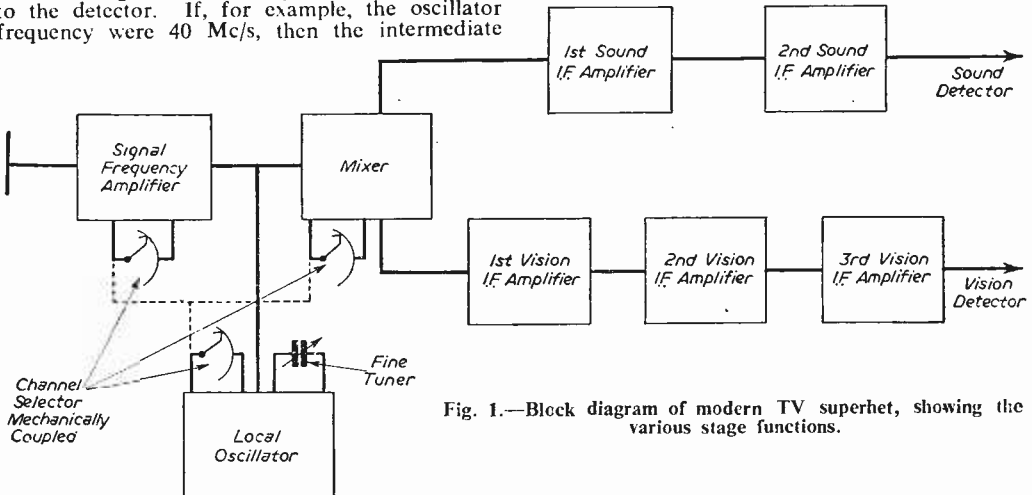 to the detector. If, for example, the oscillator
frequency were 40 Mc/s, then the intermediate
1st Sound
I.F. Amplifier
2nd Sound
I.F. Amplifier
Sound
Detector
Signal
Frequency
Amplifier
Mixer
1st Vision
I.F. Amplifier
2nd Vision
I.F. Amplifier
3rd Vision
I.F. Amplifier
Vision
Detector
Channel
Selector
Mechanically
Coupled
Fine
Tuner
Local
Oscillator
Fig. 1.—Block diagram of modern TV superhet, showing the
various stage functions.